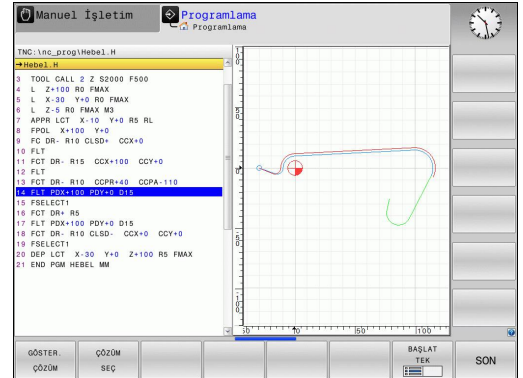 Manuel İşletim
Programlama
Programlama
TNC:\nc_prog\Hebel.H
→Hebel.H
3 TOOL CALL 2 Z S2000 F500
4 L Z+100 R0 FMAX
5 L X-30 Y+0 R0 FMAX
6 L Z-5 R0 FMAX M3
7 APPR LCT X-10 Y+0 R5 RL
8 FPOL X+100 Y+0
9 FC DR- R10 CLSD+ CCX+0
10 FLT
11 FCT DR- R15 CCX+100 CCY+0
12 FLT
13 FCT DR- R10 CCPR+40 CCPA-110
14 FLT PDX+100 PDY+0 D15
15 FSELECT1
16 FCT DR+ R5
17 FLT PDX+100 PDY+0 D15
18 FCT DR- R10 CLSD- CCX+0 CCY+0
19 FSELECT1
20 DEP LCT X-30 Y+0 Z+100 R5 FMAX
21 END PGM HEBEL MM
GÖSTER.
ÇÖZÜM
ÇÖZÜM
SEÇ
BAŞLAT
TEK
SON